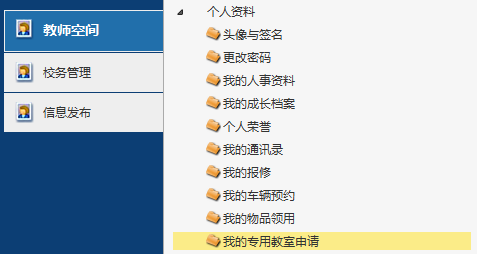 教师空间
校务管理
信息发布
个人资料
头像与签名
更改密码
我的人事资料
我的成长档案
个人荣誉
我的通讯录
我的报修
我的车辆预约
我的物品领用
我的专用教室申请